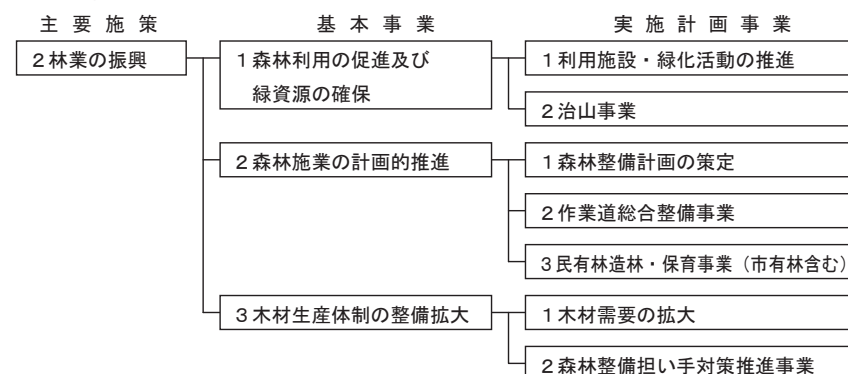 主要施策 基本事業 実施計画事業
2林業の振興
1森林利用の促進及び
緑資源の確保
1利用施設・緑化活動の推進
2治山事業
2森林施業の計画的推進
1森林整備計画の策定
2作業道総合整備事業
3民有林造林・保育事業（市有林含む）
3木材生産体制の整備拡大
1木材需要の拡大
2森林整備担い手対策推進事業